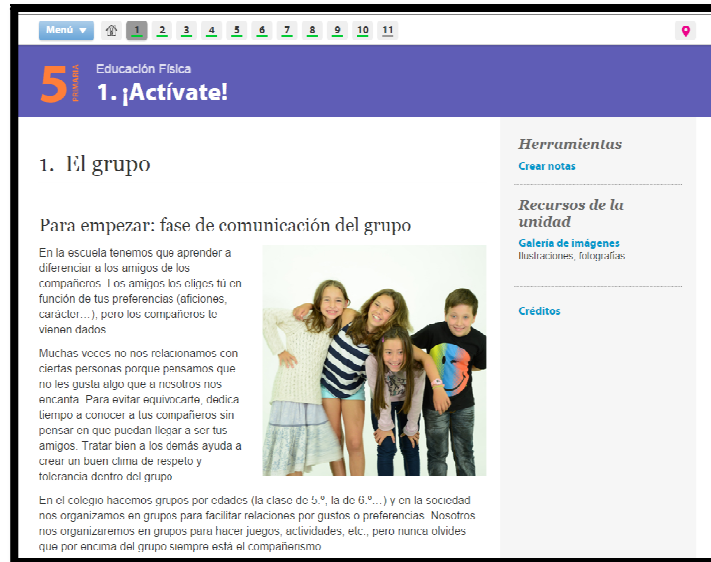 Menú
1 2 3 4 5 6 7 8 9 10 11
5 PRIMARIA
Educación Física
1. ¡Actívate!
1. El grupo
Para empezar: fase de comunicación del grupo
En la escuela tenemos que aprender a
diferenciar a los amigos de los
compañeros. Los amigos los eliges tú en
función de tus preferencias (aficiones,
carácter…), pero los compañeros te
vienen dados.
Muchas veces no nos relacionamos con
ciertas personas porque pensamos que
no les gusta algo que a nosotros nos
encanta. Para evitar equivocarte, dedica
tiempo a conocer a tus compañeros sin
pensar en que puedan llegar a ser tus
amigos. Tratar bien a los demás ayuda a
crear un buen clima de respeto y
tolerancia dentro del grupo.
En el colegio hacemos grupos por edades (la clase de 5.º, la de 6.º…) y en la sociedad
nos organizamos en grupos para facilitar relaciones por gustos o preferencias. Nosotros
nos organizaremos en grupos para hacer juegos, actividades, etc., pero nunca olvides
que por encima del grupo siempre está el compañerismo.
Herramientas
Crear notas
Recursos de la
unidad
Galería de imágenes
Ilustraciones, fotografías
Créditos